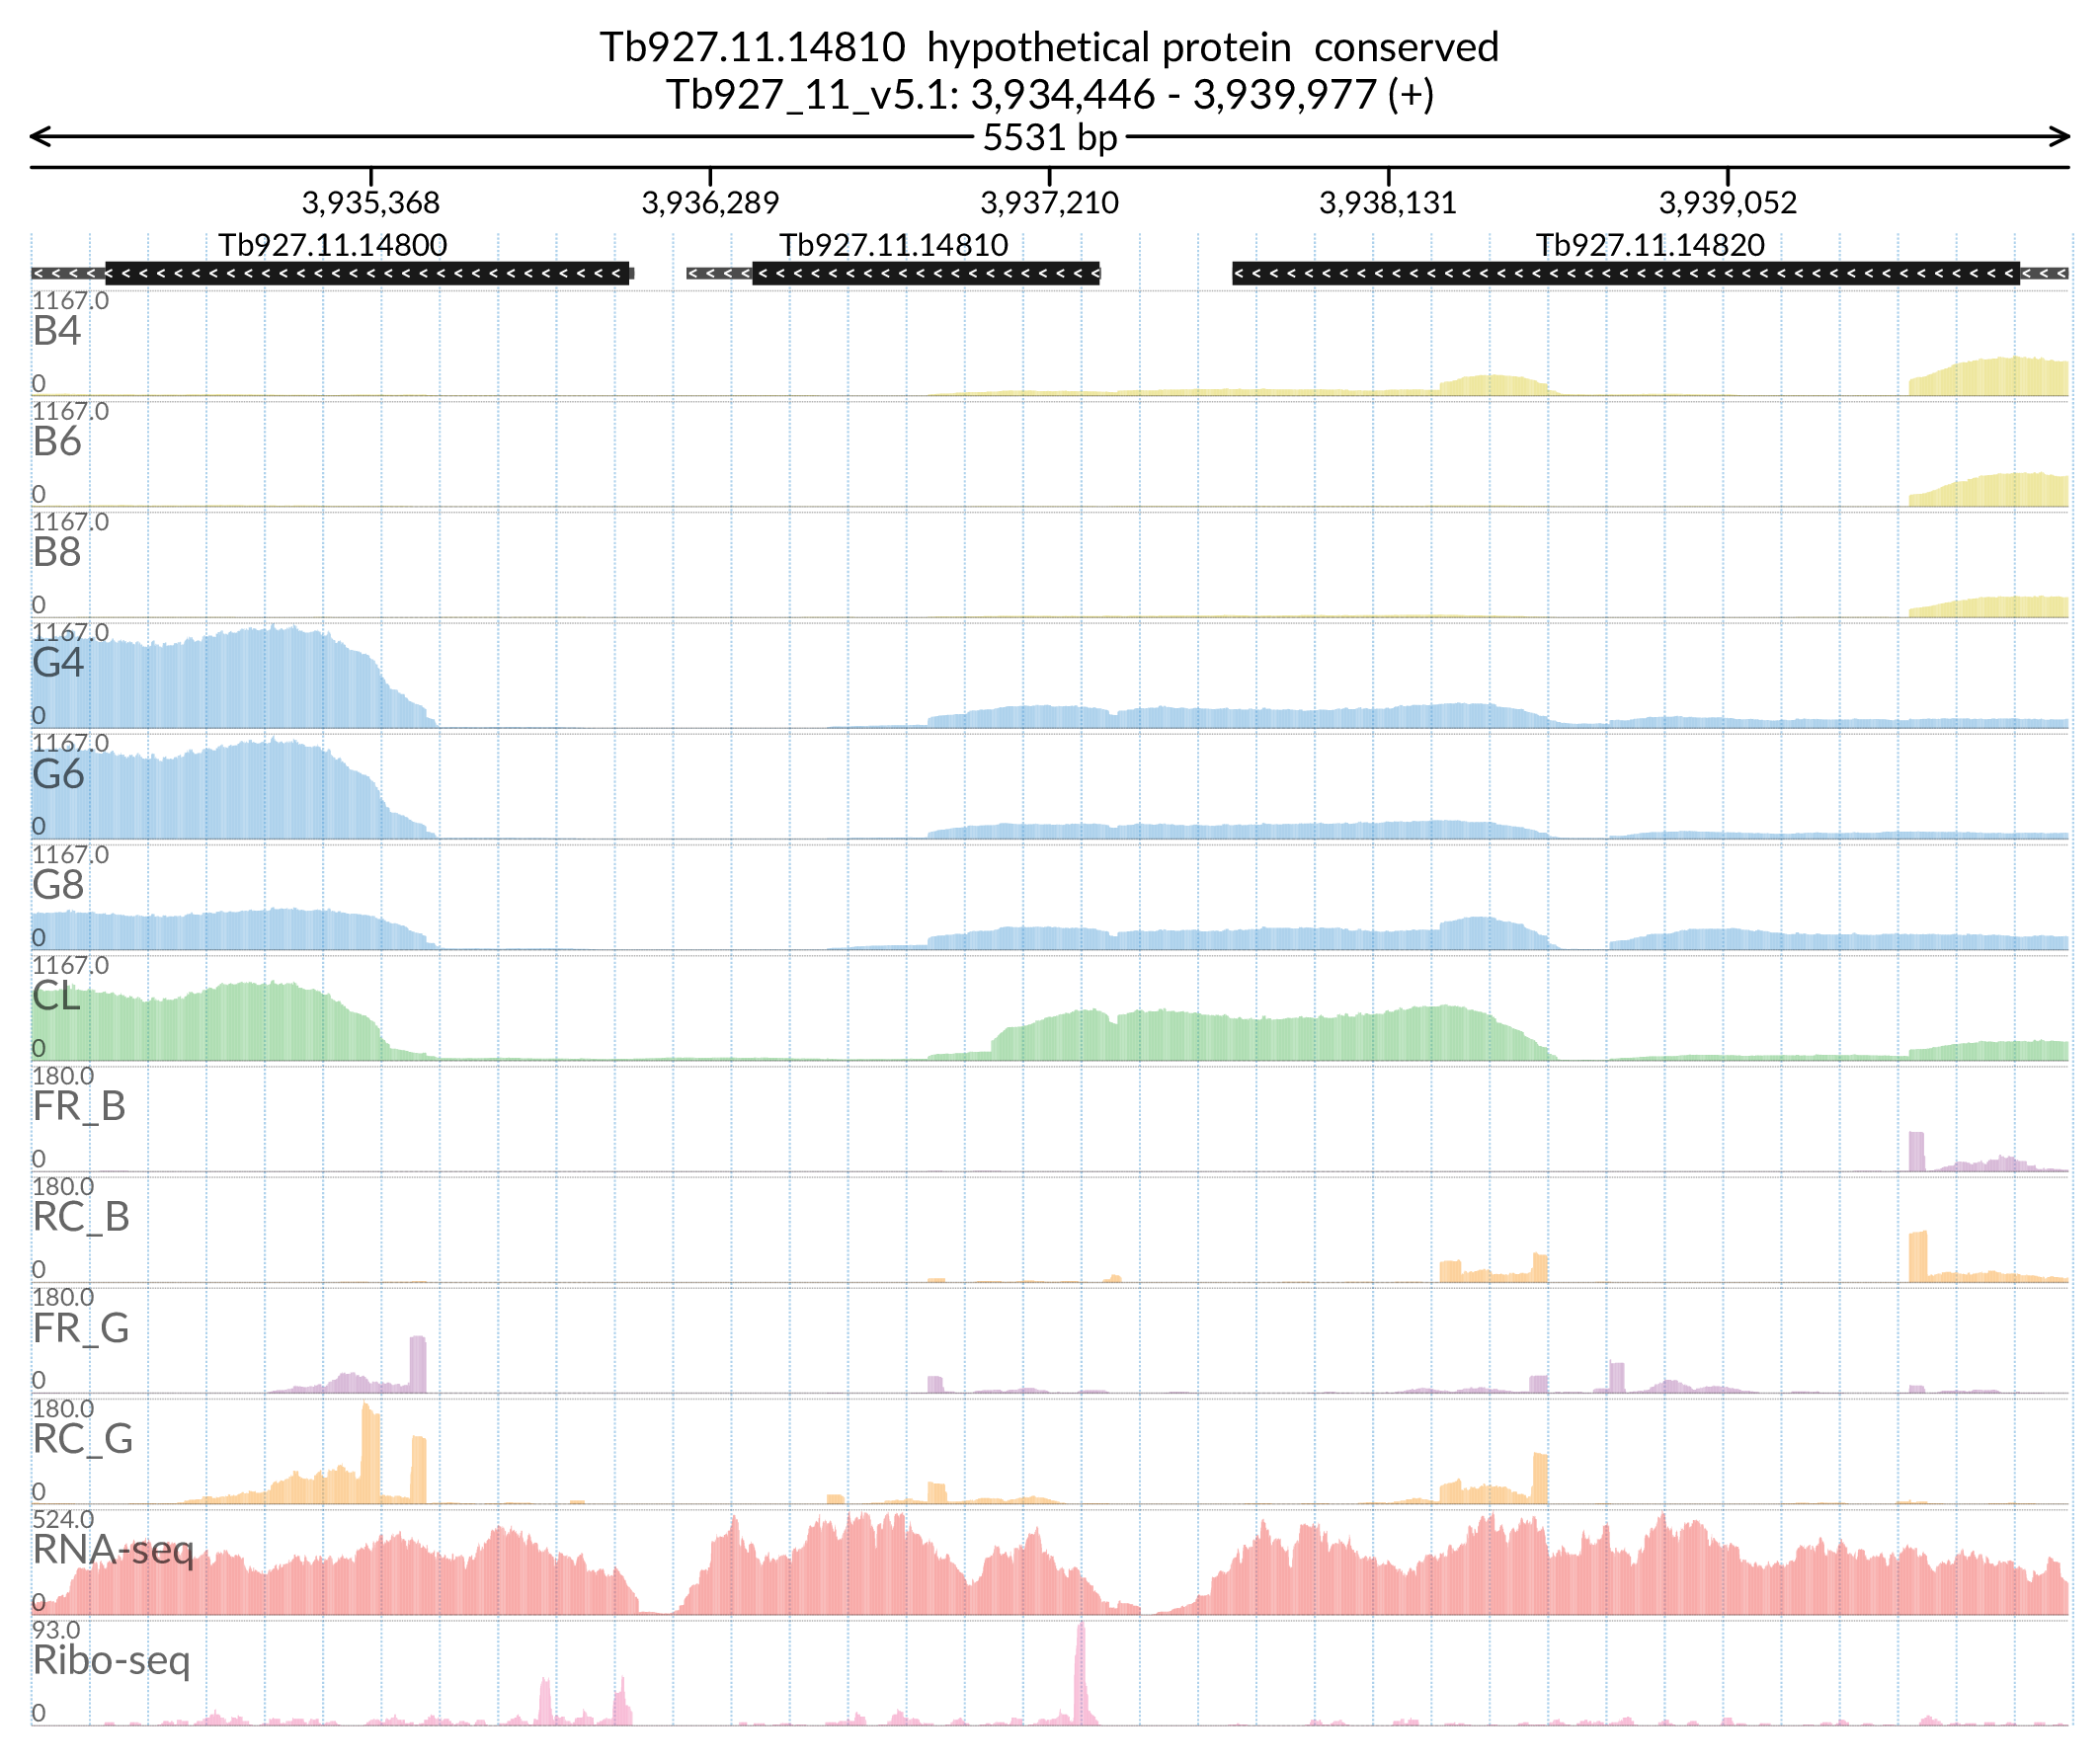 Tb927.11.14810  hypothetical protein  conserved
Tb927_11_v5.1: 3,934,446 - 3,939,977 (+)
5531 bp
3,935,368 3,936,289 3,937,210 3,938,131 3,939,052
Tb927.11.14800 Tb927.11.14810 Tb927.11.14820
1167.0
B4
0
1167.0
B6
0
1167.0
B8
0
1167.0
G4
0
1167.0
G6
0
1167.0
G8
0
1167.0
CL
0
180.0
FR_B
0
180.0
RC_B
0
180.0
FR_G
0
180.0
RC_G
0
524.0
RNA-seq
0
93.0
Ribo-seq
0